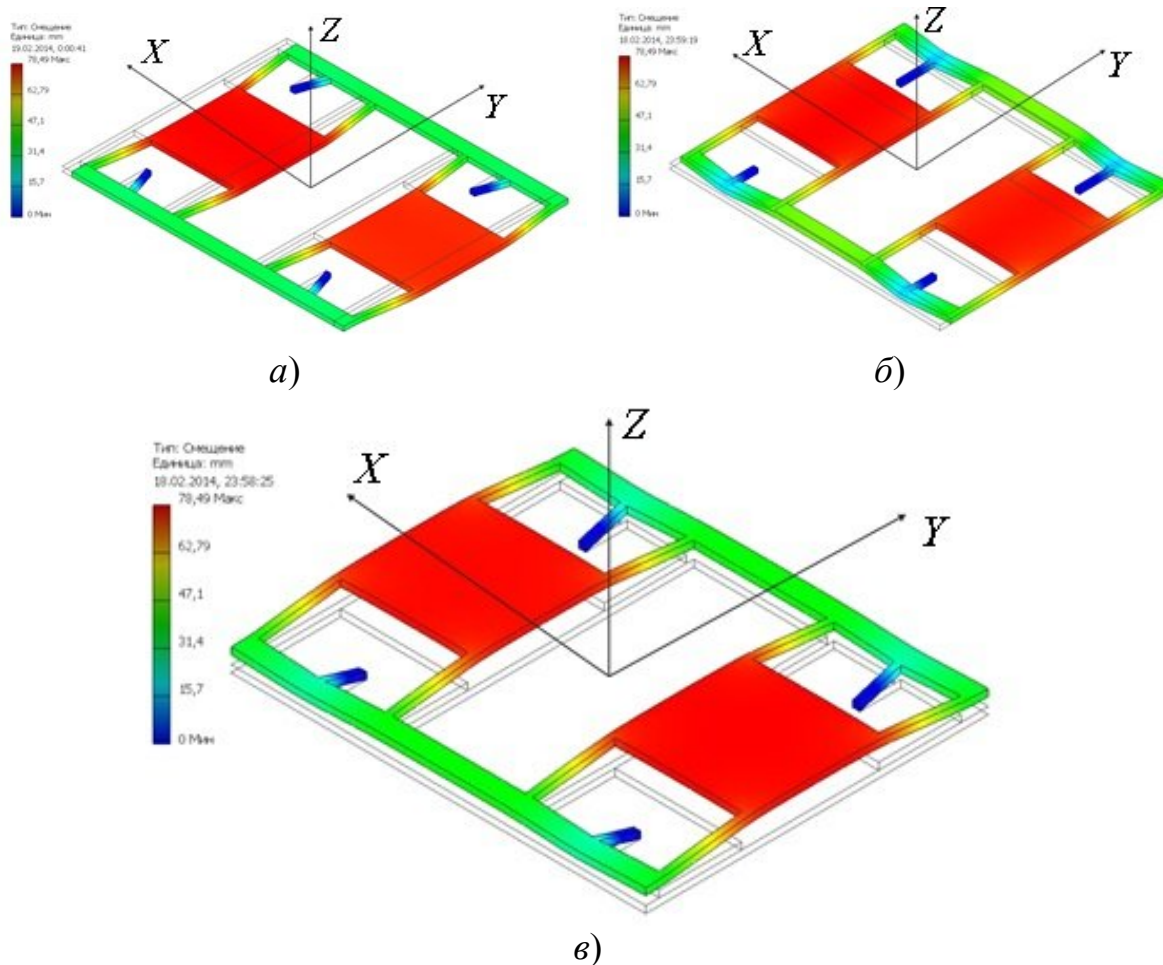 Тип: Смещение
Единица: mm
19.02.2014, 0:00:41
78,49 Макс
62,79
47,1
31,4
15,7
0 Мин
X
Z
Y
а)
Тип: Смещение
Единица: mm
18.02.2014, 23:59:19
78,49 Макс
62,79
47,1
31,4
15,7
0 Мин
X
Z
Y
б)
Тип: Смещение
Единица: mm
18.02.2014, 23:58:25
78,49 Макс
62,79
47,1
31,4
15,7
0 Мин
X
Z
Y
в)